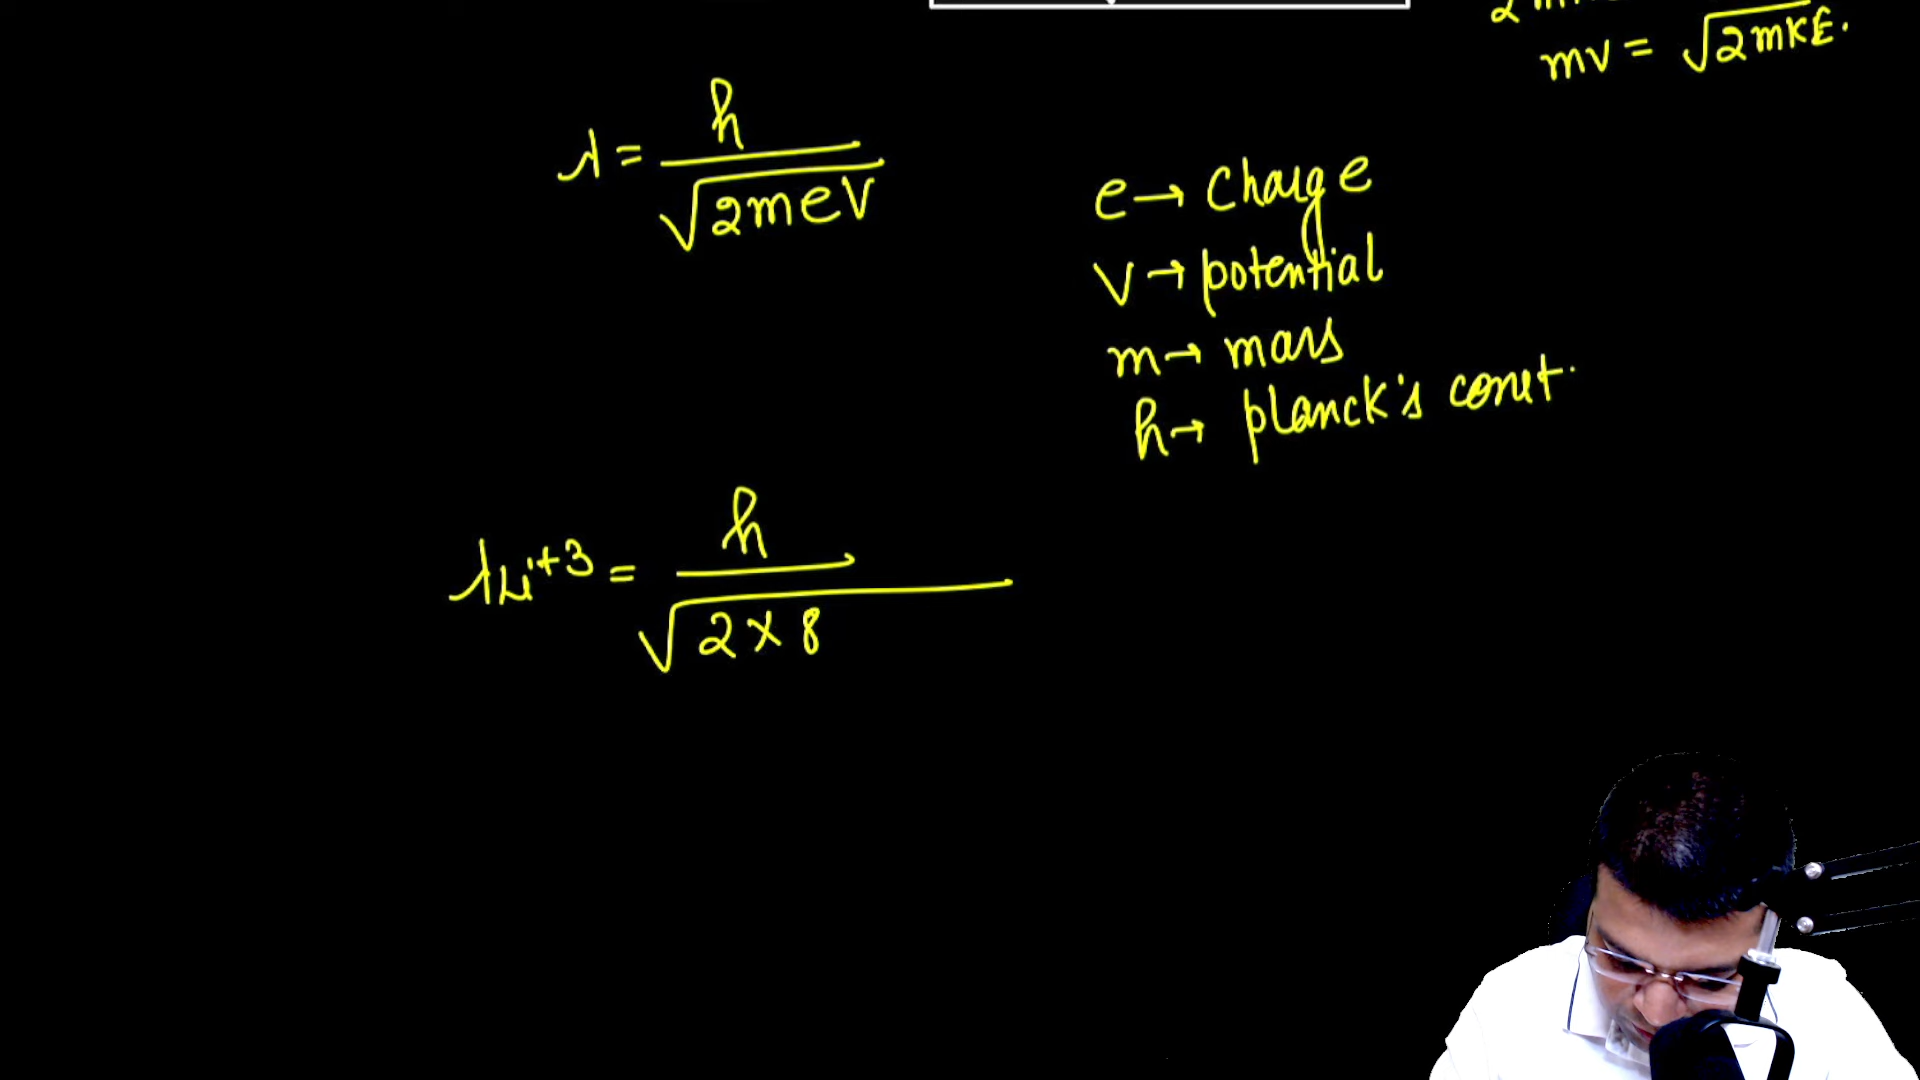 mv = √2mKE.
λ = h / √2meV
e → Charge
V → potential
m → mass
h → planck's const.
λLi+3 = h / √2 × 8